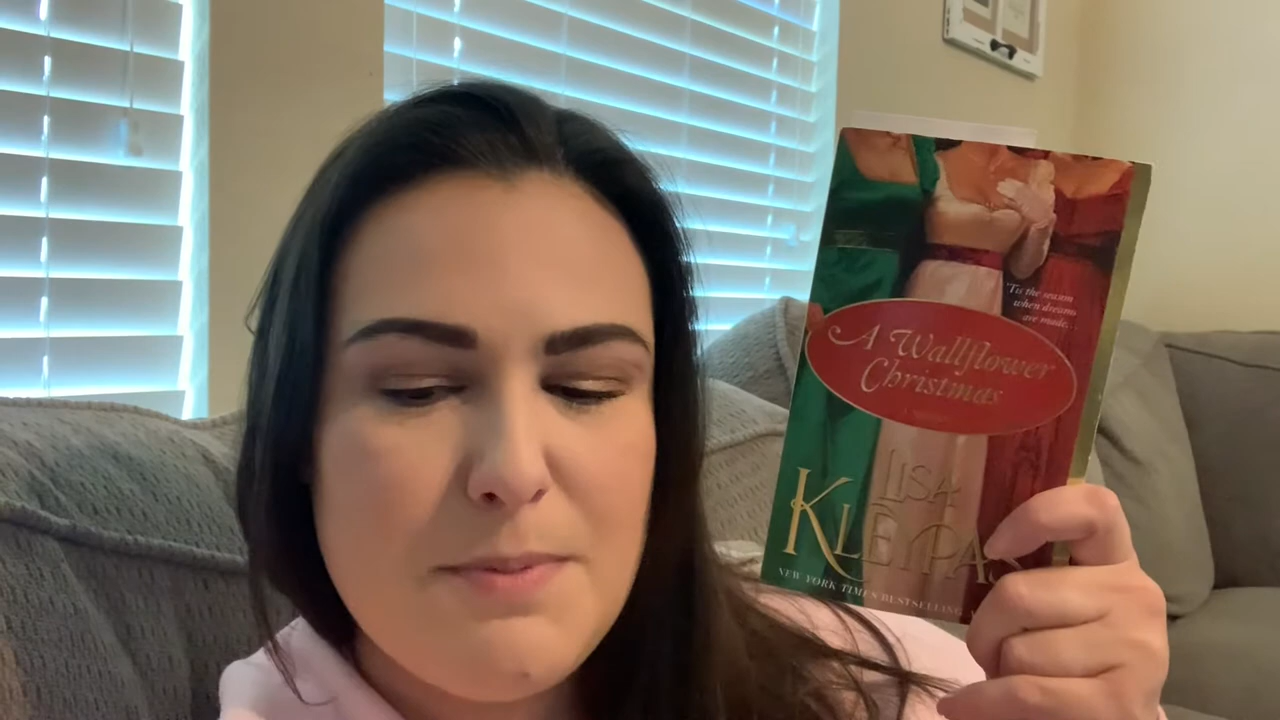 'Tis the season
when dreams
are made...
A Wallflower
Christmas
LISA
KLEYPAS
NEW YORK TIMES BESTSELLING